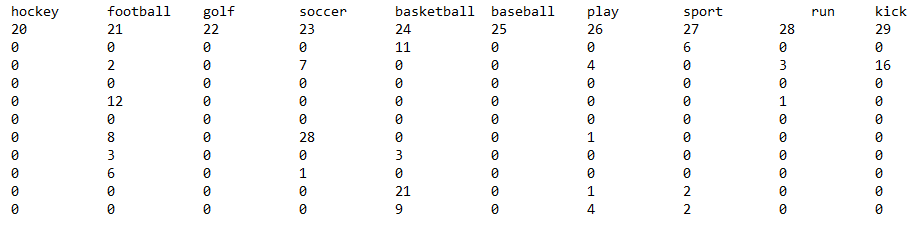 hockey football golf soccer basketball baseball play sport run kick
20 21 22 23 24 25 26 27 28 29
0 0 0 0 11 0 0 6 0 0
0 2 0 7 0 0 4 0 3 16
0 0 0 0 0 0 0 0 0 0
0 12 0 0 0 0 0 0 1 0
0 0 0 0 0 0 0 0 0 0
0 8 0 28 0 0 1 0 0 0
0 3 0 0 3 0 0 0 0 0
0 6 0 1 0 0 0 0 0 0
0 0 0 0 21 0 1 2 0 0
0 0 0 0 9 0 4 2 0 0